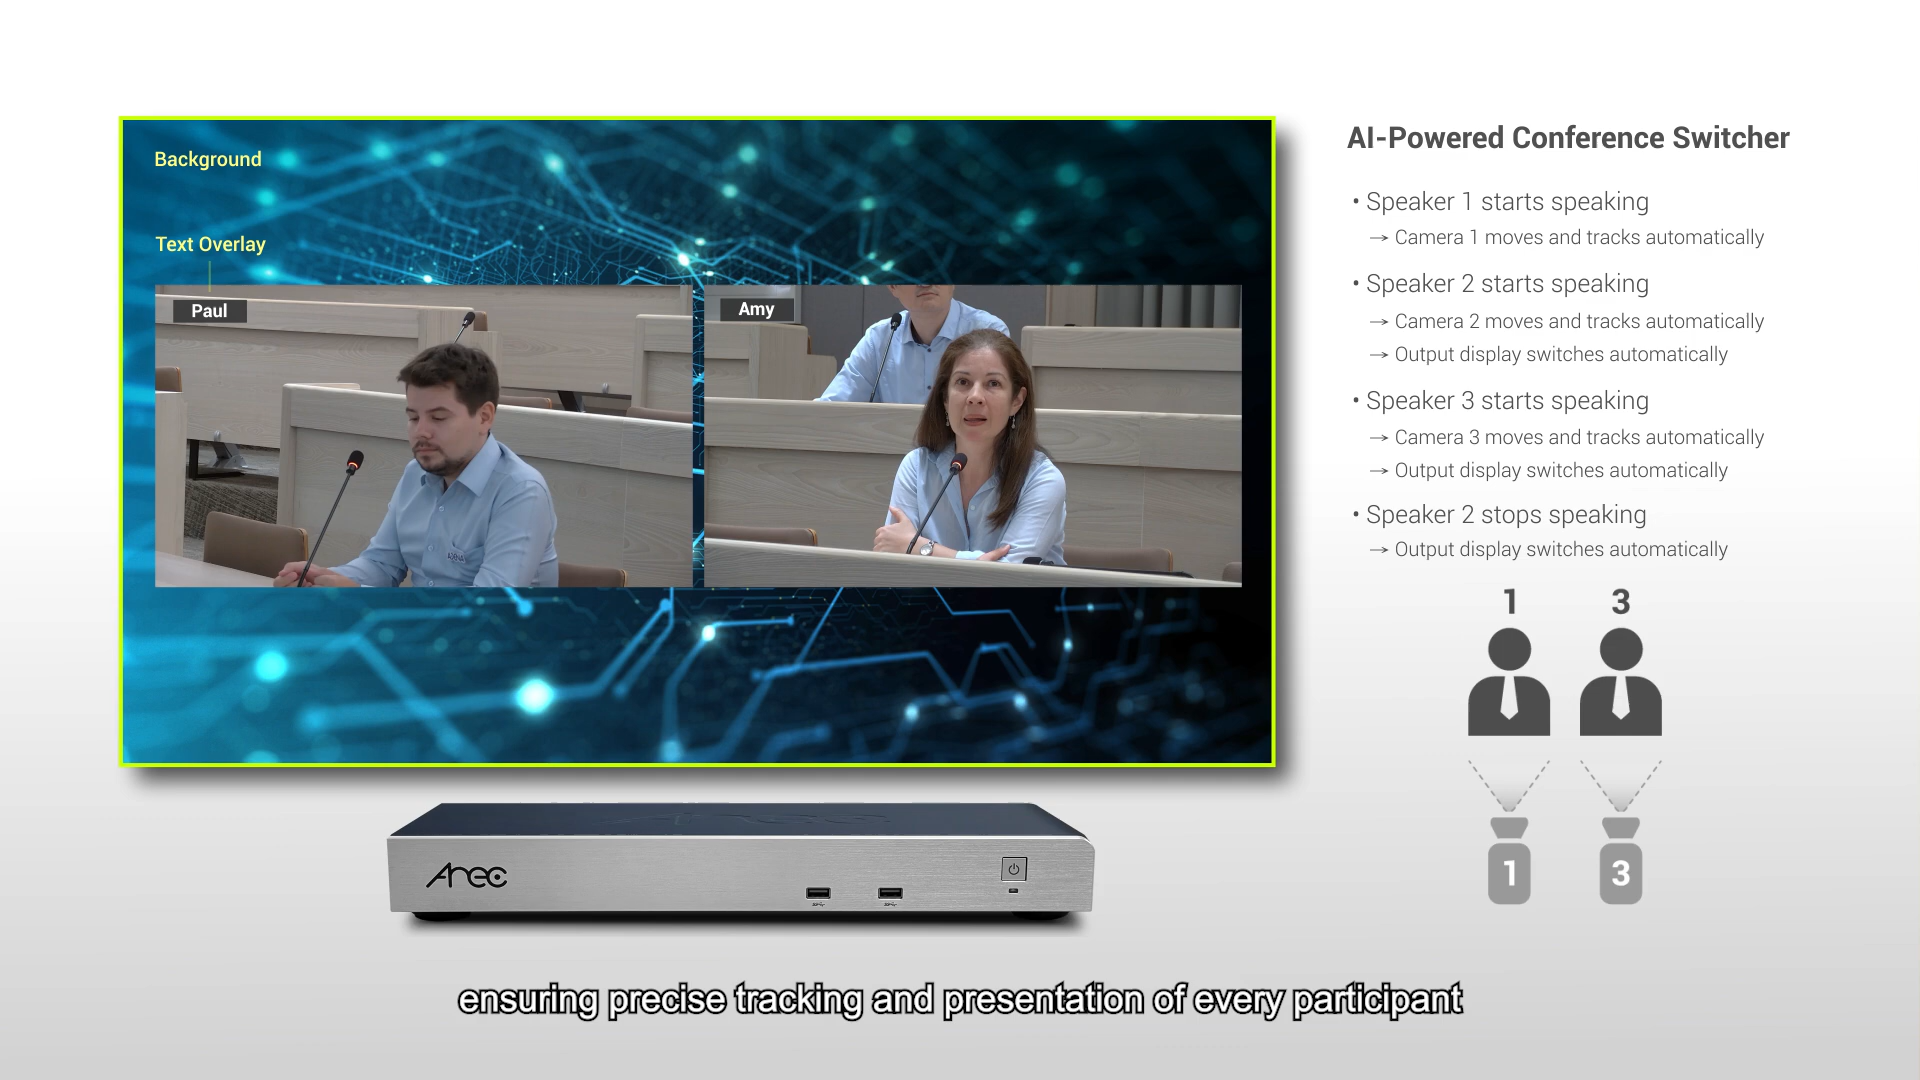 AI-Powered Conference Switcher
Background
Text Overlay
Paul
Amy
• Speaker 1 starts speaking
→ Camera 1 moves and tracks automatically
• Speaker 2 starts speaking
→ Camera 2 moves and tracks automatically
→ Output display switches automatically
• Speaker 3 starts speaking
→ Camera 3 moves and tracks automatically
→ Output display switches automatically
• Speaker 2 stops speaking
→ Output display switches automatically
1 3
1 3
Arec
ensuring precise tracking and presentation of every participant